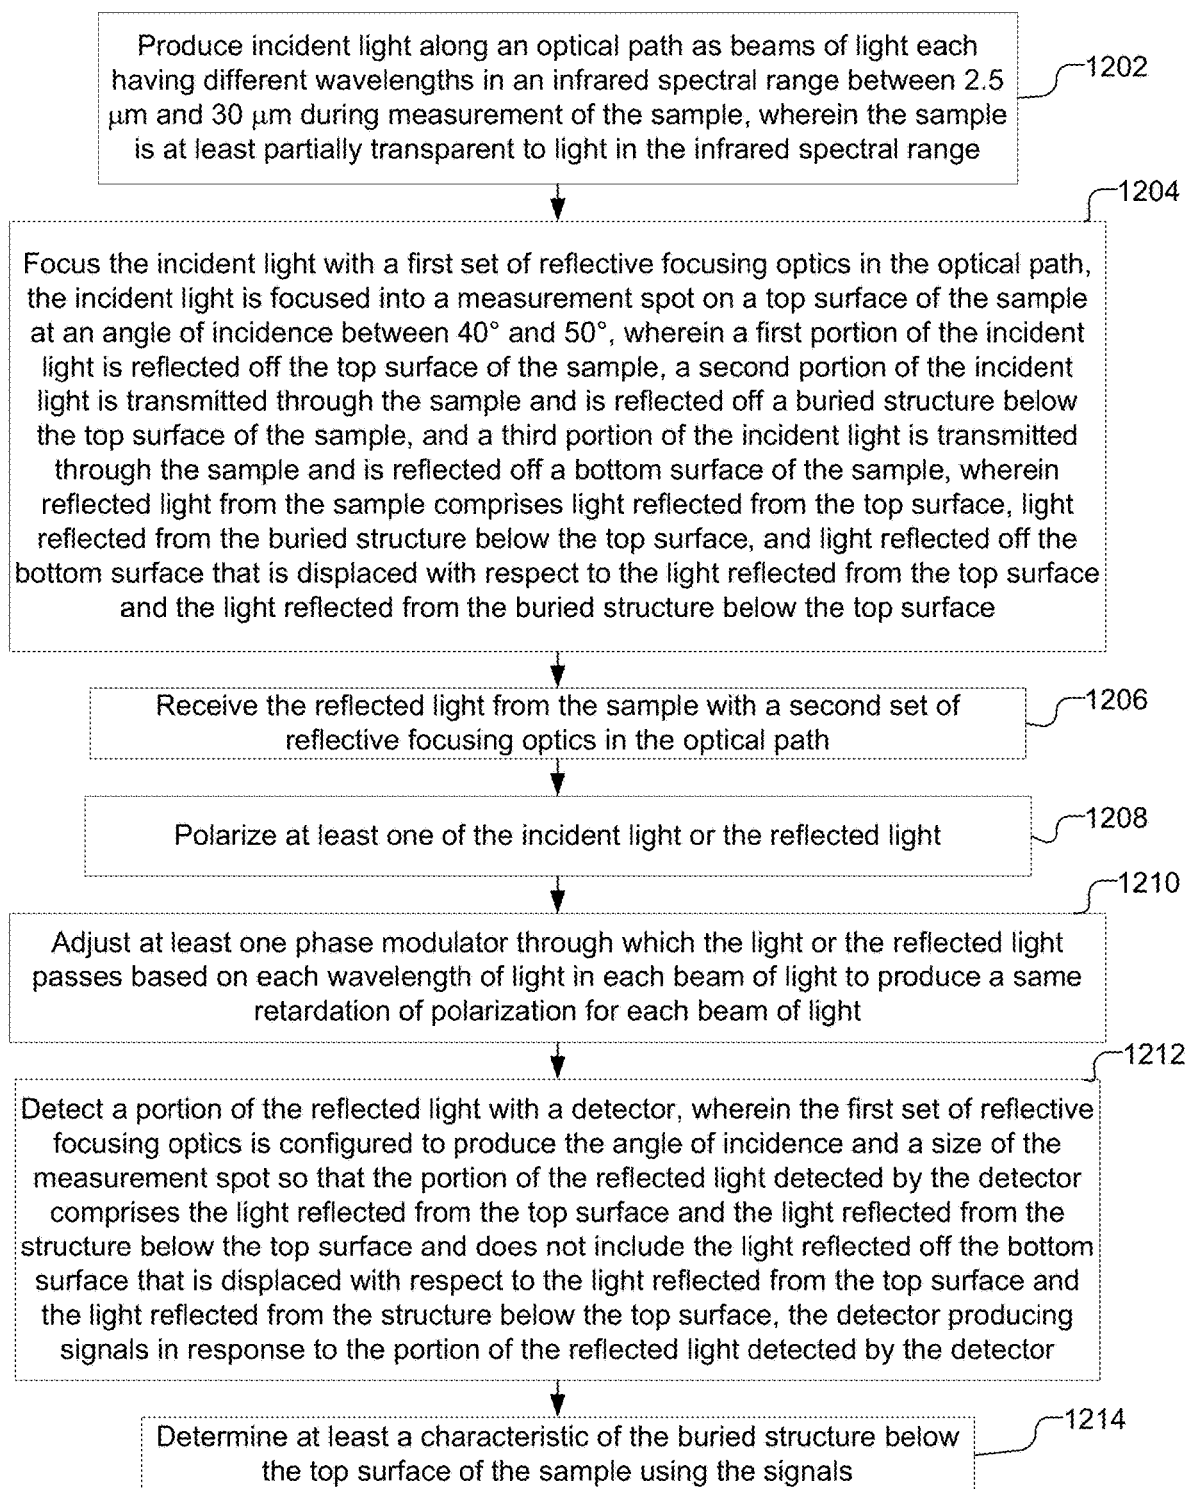 Produce incident light along an optical path as beams of light each
having different wavelengths in an infrared spectral range between 2.5
μm and 30 μm during measurement of the sample, wherein the sample
is at least partially transparent to light in the infrared spectral range
1202
1204
Focus the incident light with a first set of reflective focusing optics in the optical path,
the incident light is focused into a measurement spot on a top surface of the sample
at an angle of incidence between 40° and 50°, wherein a first portion of the incident
light is reflected off the top surface of the sample, a second portion of the incident
light is transmitted through the sample and is reflected off a buried structure below
the top surface of the sample, and a third portion of the incident light is transmitted
through the sample and is reflected off a bottom surface of the sample, wherein
reflected light from the sample comprises light reflected from the top surface, light
reflected from the buried structure below the top surface, and light reflected off the
bottom surface that is displaced with respect to the light reflected from the top surface
and the light reflected from the buried structure below the top surface
Receive the reflected light from the sample with a second set of
reflective focusing optics in the optical path
1206
Polarize at least one of the incident light or the reflected light
1208
1210
Adjust at least one phase modulator through which the light or the reflected light
passes based on each wavelength of light in each beam of light to produce a same
retardation of polarization for each beam of light
1212
Detect a portion of the reflected light with a detector, wherein the first set of reflective
focusing optics is configured to produce the angle of incidence and a size of the
measurement spot so that the portion of the reflected light detected by the detector
comprises the light reflected from the top surface and the light reflected from the
structure below the top surface and does not include the light reflected off the bottom
surface that is displaced with respect to the light reflected from the top surface and
the light reflected from the structure below the top surface, the detector producing
signals in response to the portion of the reflected light detected by the detector
1214
Determine at least a characteristic of the buried structure below
the top surface of the sample using the signals